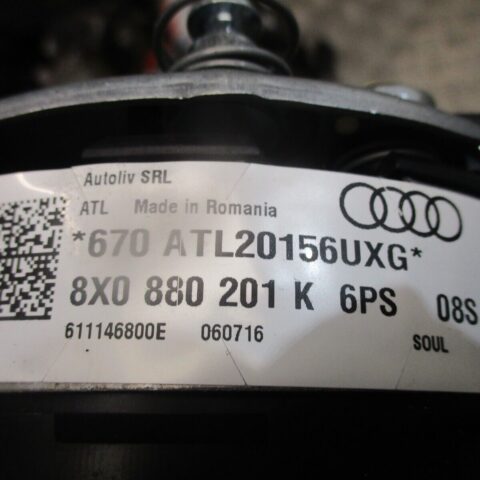 Autoliv SRL
ATL Made in Romania
*670 ATL20156UXG*
8X0 880 201 K 6PS 08S
611146800E 060716
SOUL